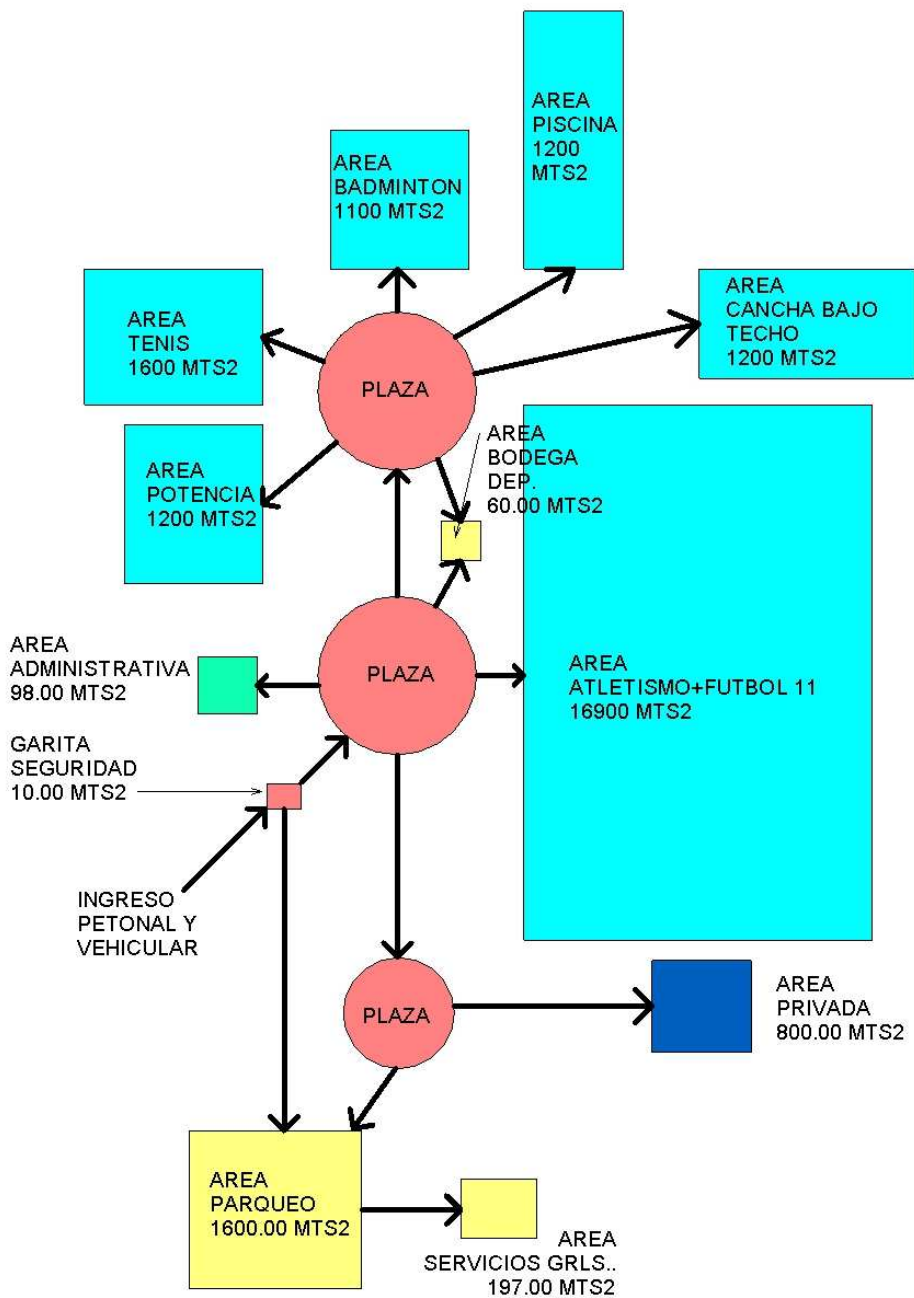 AREA
PISCINA
1200
MTS2
AREA
BADMINTON
1100 MTS2
AREA
CANCHA BAJO
TECHO
1200 MTS2
AREA
TENIS
1600 MTS2
PLAZA
AREA
BODEGA
DEP.
60.00 MTS2
AREA
POTENCIA
1200 MTS2
AREA
ADMINISTRATIVA
98.00 MTS2
PLAZA
AREA
ATLETISMO+FUTBOL 11
16900 MTS2
GARITA
SEGURIDAD
10.00 MTS2
INGRESO
PETONAL Y
VEHICULAR
PLAZA
AREA
PRIVADA
800.00 MTS2
AREA
PARQUEO
1600.00 MTS2
AREA
SERVICIOS GRLS..
197.00 MTS2